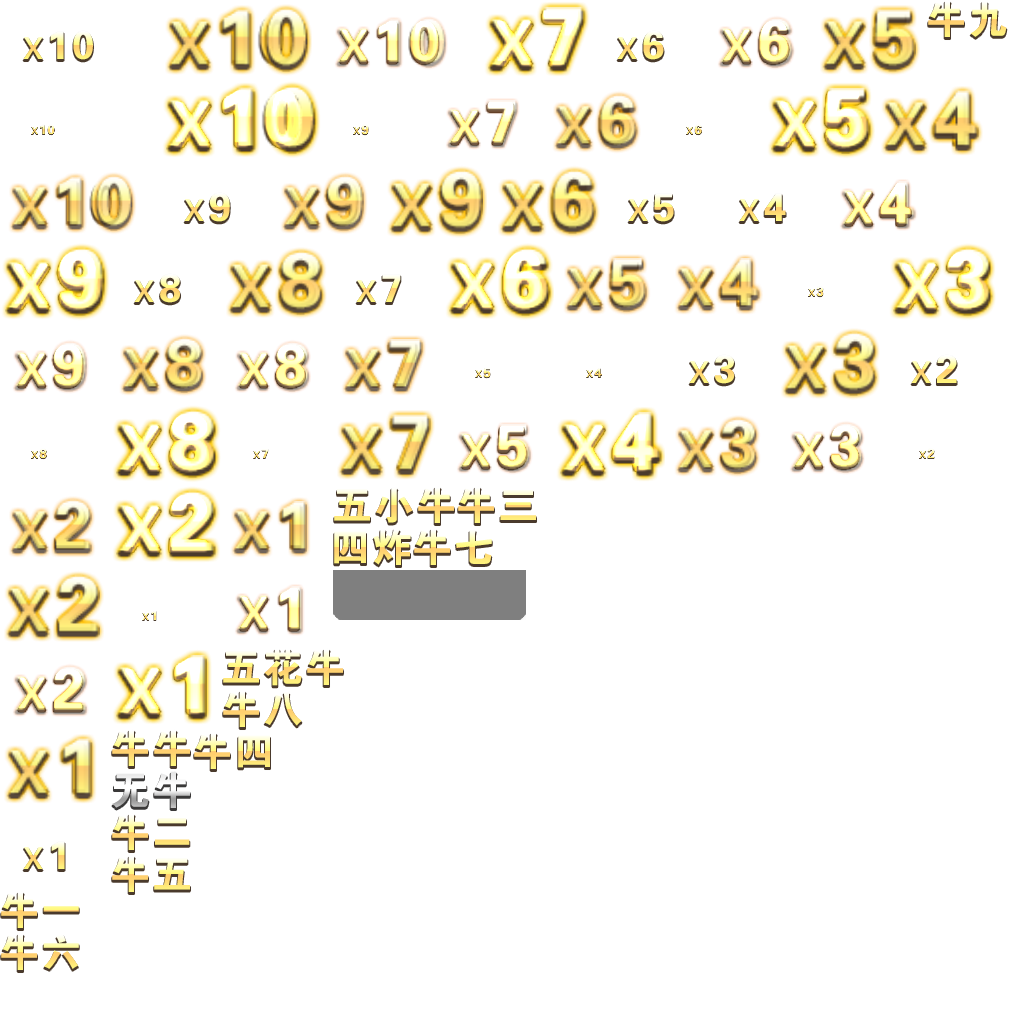 x10 x10 x10 x7 x6 x6 x5 牛九
x10 x10 x9 x7 x6 x6 x5 x4
x10 x9 x9 x9 x6 x5 x4 x4
x9 x8 x8 x7 x6 x5 x4 x3 x3
x9 x8 x8 x7 x5 x4 x3 x3 x2
x8 x8 x7 x7 x5 x4 x3 x3 x2
x2 x2 x1 五小牛牛三
四炸牛七
x2 x1 x1
x2 x1 五花牛
牛八
x1 牛牛牛四
无牛
牛二
x1 牛五
牛一
牛六